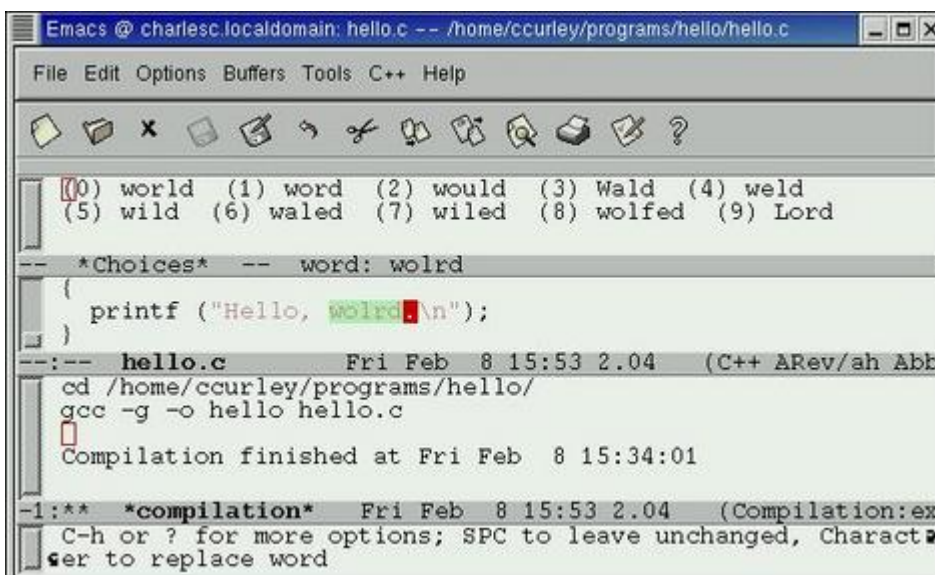 Emacs @ charlesc.localdomain: hello.c -- /home/ccurley/programs/hello/hello.c
File Edit Options Buffers Tools C++ Help
(0) world (1) word (2) would (3) Wald (4) weld
(5) wild (6) waled (7) wiled (8) wolfed (9) Lord
-- *Choices* -- word: wolrd
{
printf ("Hello, wolrd.\n");
}
--:-- hello.c Fri Feb 8 15:53 2.04 (C++ ARev/ah Abb
cd /home/ccurley/programs/hello/
gcc -g -o hello hello.c
Compilation finished at Fri Feb 8 15:34:01
-1:** *compilation* Fri Feb 8 15:53 2.04 (Compilation:ex
C-h or ? for more options; SPC to leave unchanged, Charact
er to replace word